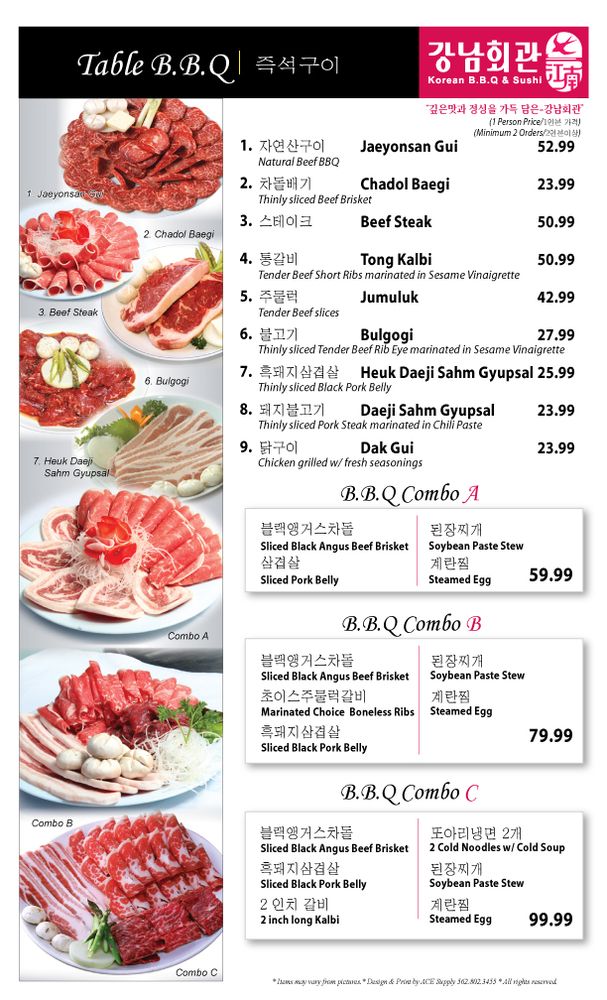 Table B.B.Q | 즉석구이
강남회관
Korean B.B.Q & Sushi
"깊은맛과 정성을 가득 담은-강남회관"
(1 Person Price/1인분 가격)
(Minimum 2 Orders/2인분이상)
1. 자연산구이 Jaeyonsan Gui 52.99
Natural Beef BBQ
2. 차돌배기 Chadol Baegi 23.99
Thinly sliced Beef Brisket
3. 스테이크 Beef Steak 50.99
4. 통갈비 Tong Kalbi 50.99
Tender Beef Short Ribs marinated in Sesame Vinaigrette
5. 주물럭 Jumuluk 42.99
Tender Beef slices
6. 불고기 Bulgogi 27.99
Thinly sliced Tender Beef Rib Eye marinated in Sesame Vinaigrette
7. 흑돼지삼겹살 Heuk Daeji Sahm Gyupsal 25.99
Thinly sliced Black Pork Belly
8. 돼지불고기 Daeji Sahm Gyupsal 23.99
Thinly sliced Pork Steak marinated in Chili Paste
9. 닭구이 Dak Gui 23.99
Chicken grilled w/ fresh seasonings
1. Jaeyonsan Gui
2. Chadol Baegi
3. Beef Steak
6. Bulgogi
7. Heuk Daeji
Sahm Gyupsal
Combo A
Combo B
Combo C
B.B.Q Combo A
블랙앵거스차돌
Sliced Black Angus Beef Brisket
삼겹살
Sliced Pork Belly
된장찌개
Soybean Paste Stew
계란찜
Steamed Egg
59.99
B.B.Q Combo B
블랙앵거스차돌
Sliced Black Angus Beef Brisket
초이스주물럭갈비
Marinated Choice Boneless Ribs
흑돼지삼겹살
Sliced Black Pork Belly
된장찌개
Soybean Paste Stew
계란찜
Steamed Egg
79.99
B.B.Q Combo C
블랙앵거스차돌
Sliced Black Angus Beef Brisket
흑돼지삼겹살
Sliced Black Pork Belly
2 인치 갈비
2 inch long Kalbi
또아리냉면 2개
2 Cold Noodles w/ Cold Soup
된장찌개
Soybean Paste Stew
계란찜
Steamed Egg
99.99
* Items may vary from pictures. * Design & Print by ACE Supply 562.802.3455 * All rights reserved.